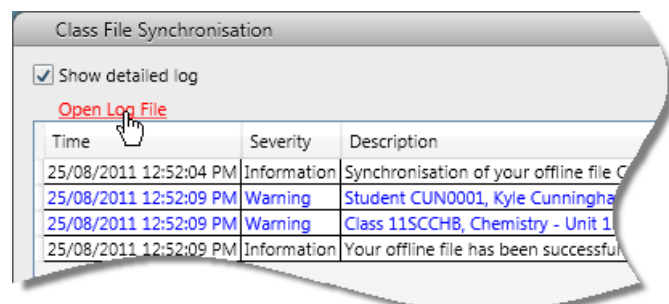 Class File Synchronisation
Show detailed log
Open Log File
Time Severity Description
25/08/2011 12:52:04 PM Information Synchronisation of your offline file
25/08/2011 12:52:09 PM Warning Student CUN0001, Kyle
25/08/2011 12:52:09 PM Warning Class 11SCCHB, Chemistry - Unit
25/08/2011 12:52:09 PM Information Your offline file has been